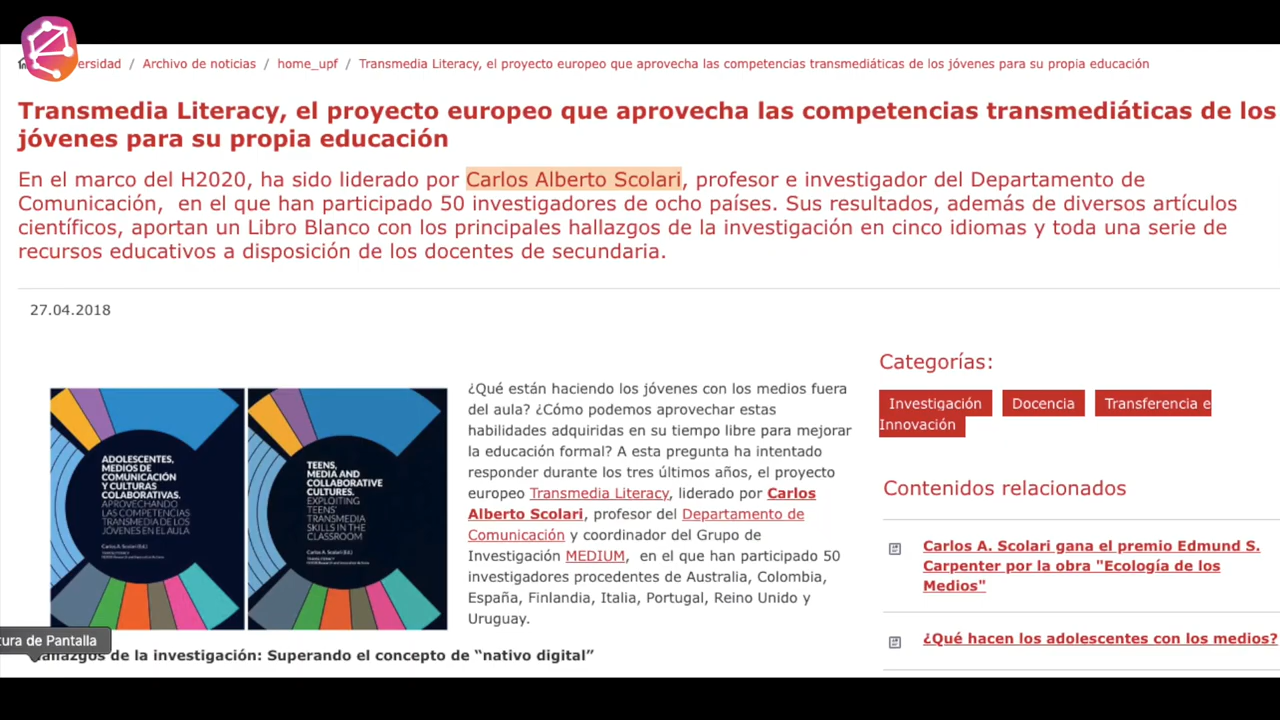 ersidad / Archivo de noticias / home_upf / Transmedia Literacy, el proyecto europeo que aprovecha las competencias transmediáticas de los jóvenes para su propia educación
Transmedia Literacy, el proyecto europeo que aprovecha las competencias transmediáticas de los
jóvenes para su propia educación
En el marco del H2020, ha sido liderado por Carlos Alberto Scolari, profesor e investigador del Departamento de
Comunicación, en el que han participado 50 investigadores de ocho países. Sus resultados, además de diversos artículos
científicos, aportan un Libro Blanco con los principales hallazgos de la investigación en cinco idiomas y toda una serie de
recursos educativos a disposición de los docentes de secundaria.
27.04.2018
ADOLESCENTES,
MEDIOS DE
COMUNICACIÓN
Y CULTURAS
COLABORATIVAS.
APROVECHANDO
LAS COMPETENCIAS
TRANSMEDIA DE LOS
JÓVENES EN EL AULA
Carlos A. Scolari (Ed.)
TEENS,
MEDIA AND
COLLABORATIVE
CULTURES.
EXPLOITING
TEENS'
TRANSMEDIA
SKILLS IN THE
CLASSROOM
Carlos A. Scolari (Ed.)
¿Qué están haciendo los jóvenes con los medios fuera
del aula? ¿Cómo podemos aprovechar estas
habilidades adquiridas en su tiempo libre para mejorar
la educación formal? A esta pregunta ha intentado
responder durante los tres últimos años, el proyecto
europeo Transmedia Literacy, liderado por Carlos
Alberto Scolari, profesor del Departamento de
Comunicación y coordinador del Grupo de
Investigación MEDIUM, en el que han participado 50
investigadores procedentes de Australia, Colombia,
España, Finlandia, Italia, Portugal, Reino Unido y
Uruguay.
tura de Pantalla
allazgos de la investigación: Superando el concepto de “nativo digital”
Categorías:
Investigación Docencia Transferencia e
Innovación
Contenidos relacionados
Carlos A. Scolari gana el premio Edmund S.
Carpenter por la obra "Ecología de los
Medios"
¿Qué hacen los adolescentes con los medios?